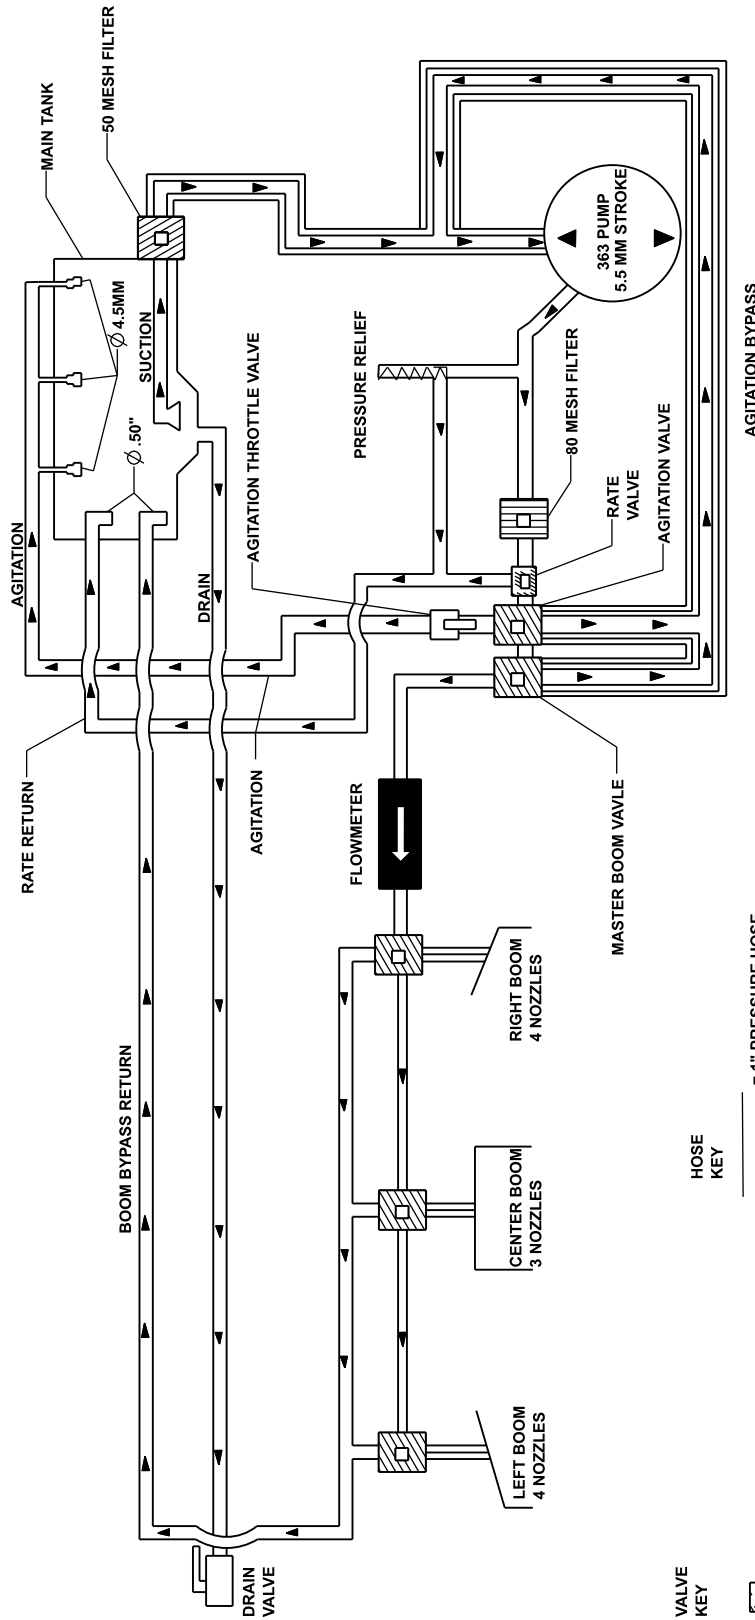 50 MESH FILTER
MAIN TANK
AGITATION
4.5MM
SUCTION
.50"
DRAIN
AGITATION THROTTLE VALVE
PRESSURE RELIEF
363 PUMP
5.5 MM STROKE
80 MESH FILTER
RATE
VALVE
AGITATION VALVE
AGITATION BYPASS
RATE RETURN
AGITATION
FLOWMETER
MASTER BOOM VAVLE
BOOM BYPASS RETURN
RIGHT BOOM
4 NOZZLES
CENTER BOOM
3 NOZZLES
LEFT BOOM
4 NOZZLES
DRAIN
VALVE
HOSE
KEY
VALVE
KEY